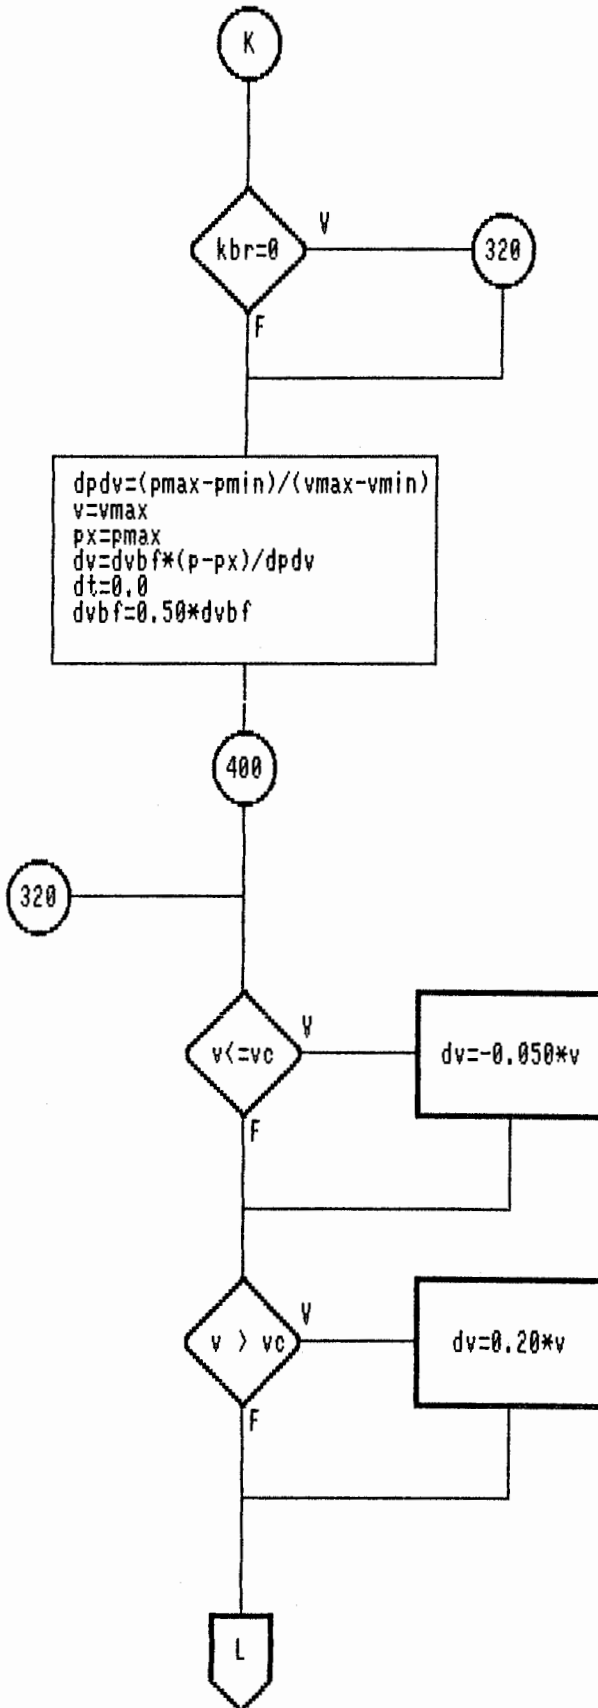 K
V
kbr=0
320
F
dpdv=(pmax-pmin)/(vmax-vmin)
v=vmax
px=pmax
dv=dvbf*(p-px)/dpdv
dt=0.0
dvbf=0.50*dvbf
400
320
V
v<=vc
dv=-0.050*v
F
V
v > vc
dv=0.20*v
F
L